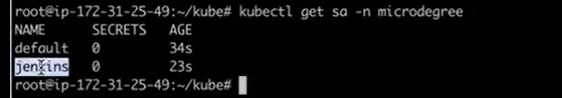 root@ip-172-31-25-49:~/kube# kubectl get sa -n microdegree
NAME SECRETS AGE
default 0 34s
jenkins 0 23s
root@ip-172-31-25-49:~/kube#